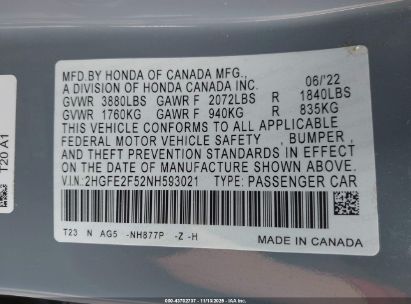 MFD.BY HONDA OF CANADA MFG.,
A DIVISION OF HONDA CANADA INC. 06/'22
GVWR 3880LBS GAWR F 2072LBS R 1840LBS
GVWR 1760KG GAWR F 940KG R 835KG
THIS VEHICLE CONFORMS TO ALL APPLICABLE
FEDERAL MOTOR VEHICLE SAFETY, BUMPER,
AND THEFT PREVENTION STANDARDS IN EFFECT
ON THE DATE OF MANUFACTURE SHOWN ABOVE.
V.I.N:2HGFE2F52NH593021 TYPE: PASSENGER CAR
T23 N AG5 -NH877P -Z -H
MADE IN CANADA
T20 A1